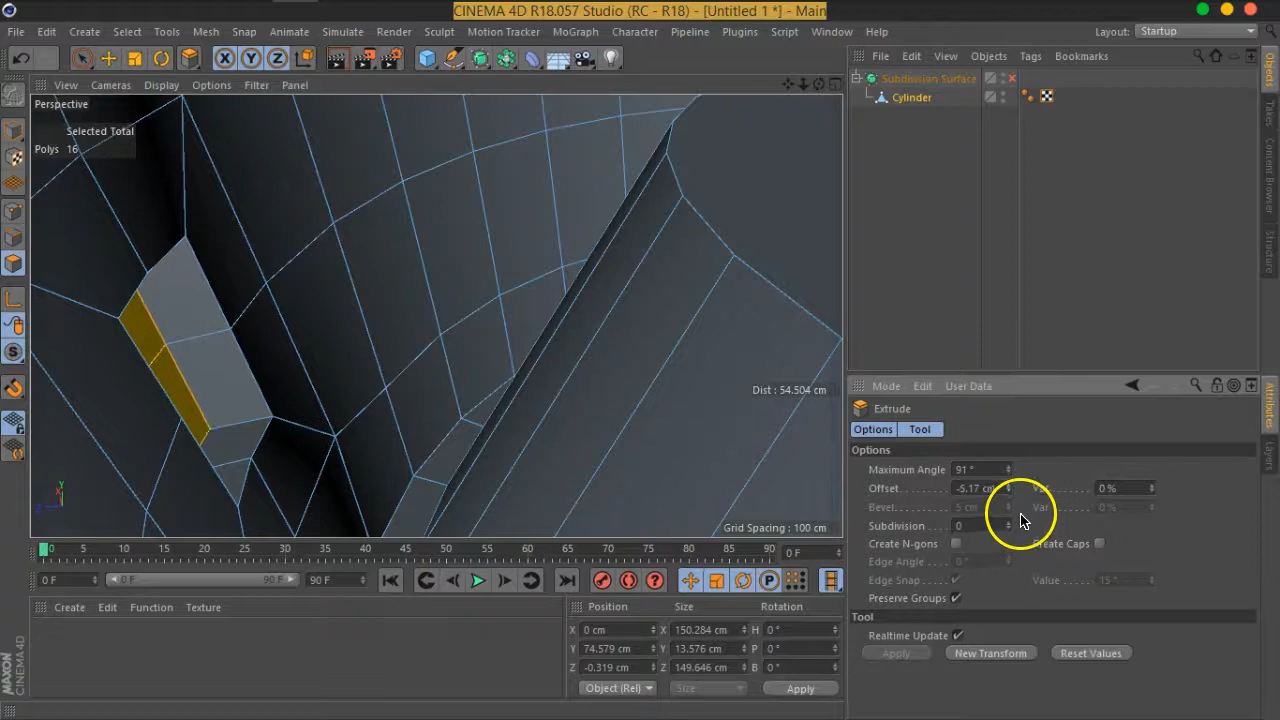 CINEMA 4D R18.057 Studio (RC - R18) - [Untitled 1 *] - Main
File Edit Create Select Tools Mesh Snap Animate Simulate Render Sculpt Motion Tracker MoGraph Character Pipeline Plugins Script Window Layout: Startup
X Y Z
File Edit View Objects Tags Bookmarks
View Cameras Display Options Filter Panel
Perspective
Subdivision Surface
Cylinder
Selected Total
Polys 16
Objects
Takes
Content Browser
Structure
S
Dist : 54.504 cm
Grid Spacing : 100 cm
Y
X
Z
Mode Edit User Data
Extrude
Options Tool
Options
Maximum Angle 91 °
Offset -5.17 cm 0 %
Bevel 5 cm Var 0 %
Subdivision 0
Create N-gons Create Caps
Edge Angle 0 °
Edge Snap Value 15 °
Preserve Groups
Tool
Realtime Update
Apply New Transform Reset Values
Attributes
Layers
0 5 10 15 20 25 30 35 40 45 50 55 60 65 70 75 80 85 90 0 F
0 F 0 F 90 F 90 F
P
Create Edit Function Texture
Position Size Rotation
X 0 cm X 150.284 cm H 0 °
Y 74.579 cm Y 13.576 cm P 0 °
Z -0.319 cm Z 149.646 cm B 0 °
Object (Rel) Size Apply
MAXON
CINEMA 4D